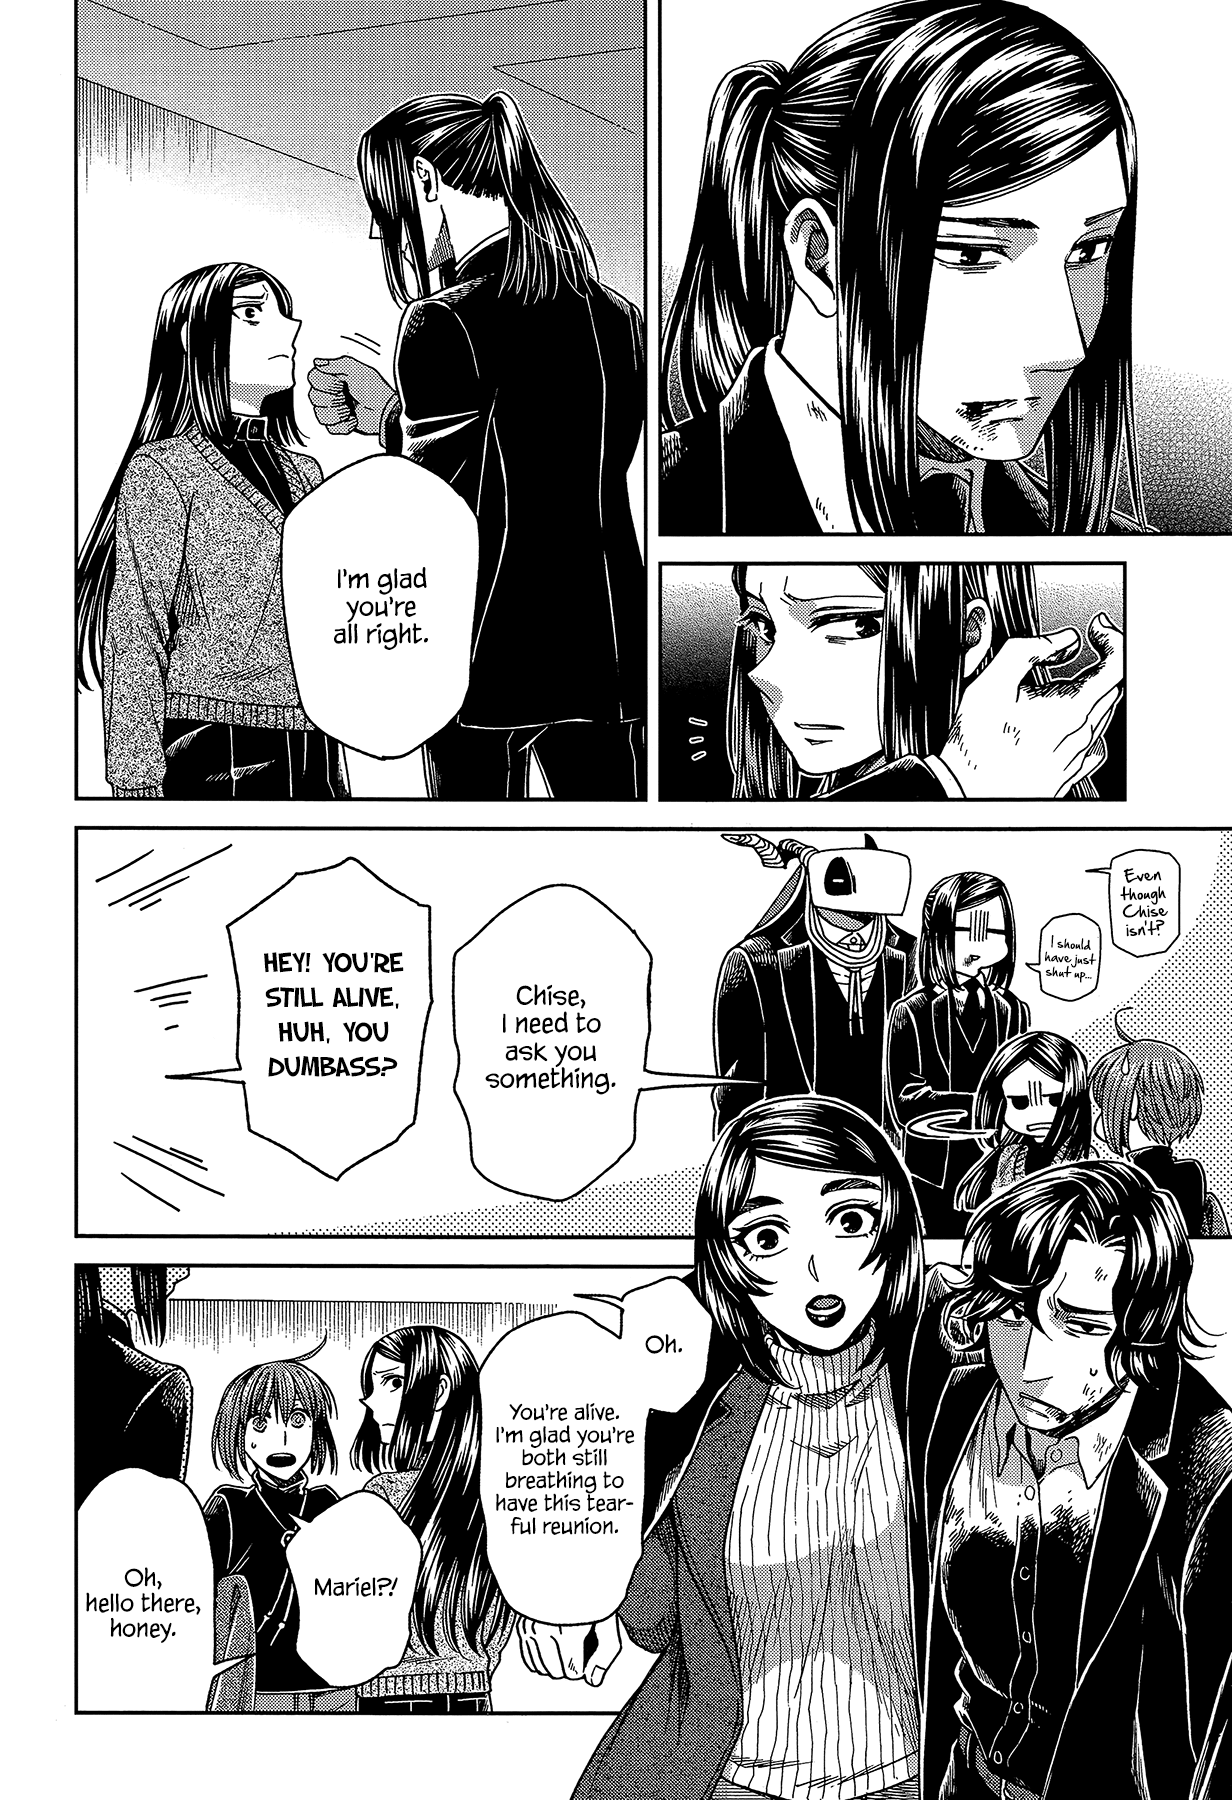 I'm glad
you're
all right.
Even
though
Chise
isn't?
I should
have just
shut up...
Chise,
I need to
ask you
something.
HEY! YOU'RE
STILL ALIVE,
HUH, YOU
DUMBASS?
Oh.
You're alive.
I'm glad you're
both still
breathing to
have this tear-
ful reunion.
Mariel?!
Oh,
hello there,
honey.